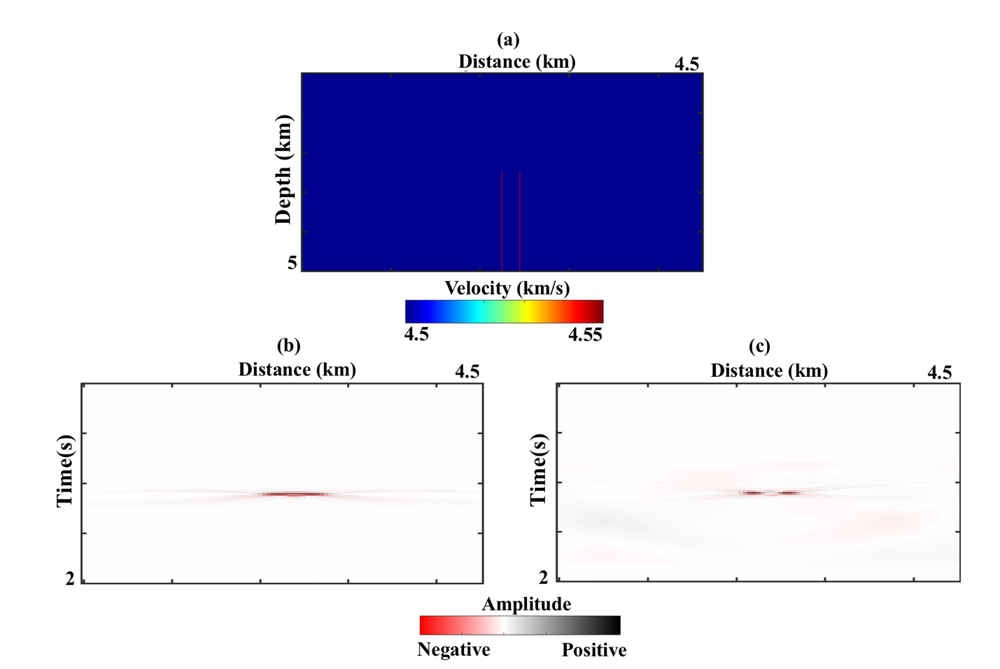 (a)
Distance (km)
4.5
Depth (km)
5
Velocity (km/s)
4.5
4.55
(b)
Distance (km)
4.5
Time(s)
2
(c)
Distance (km)
4.5
Time(s)
2
Amplitude
Negative
Positive